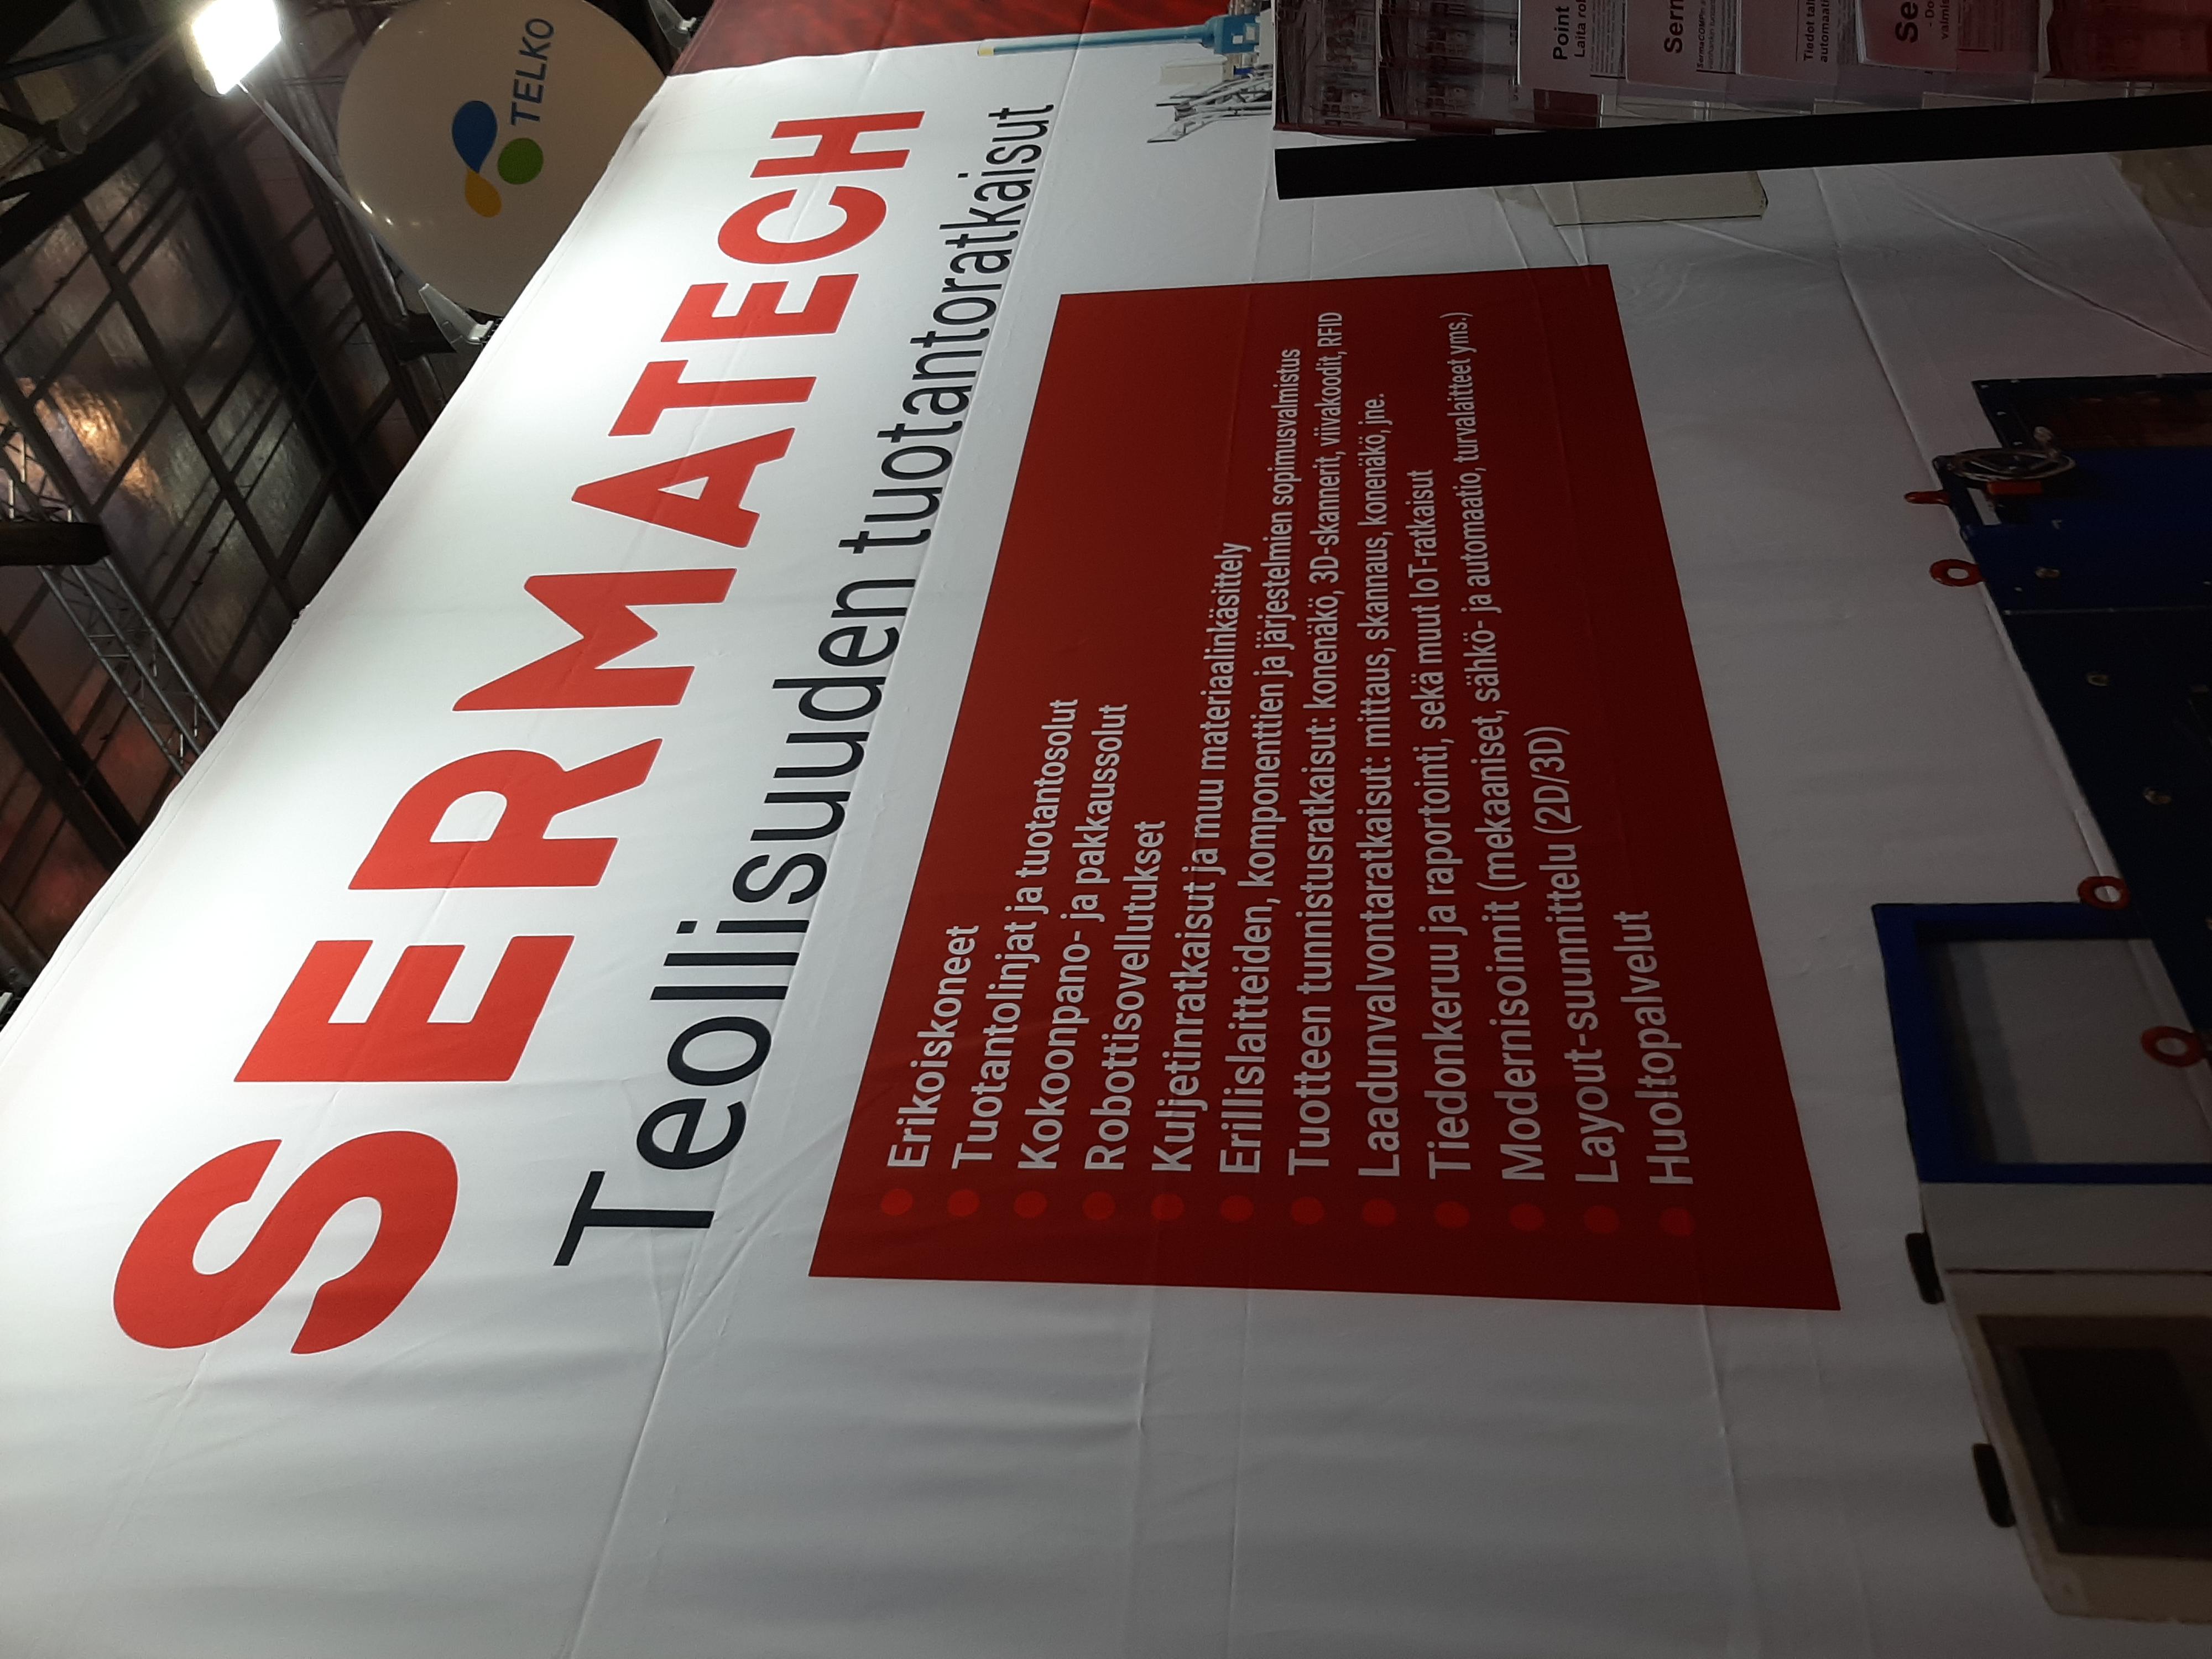 TELKO
SERMATECH
Teollisuuden tuotantoratkaisut
Erikoiskoneet
Tuotantolinjat ja tuotantosolut
Kokoonpano- ja pakkaussolut
Robottisovellutukset
Kuljetinratkaisut ja muu materiaalinkäsittely
Erillislaitteiden, komponenttien ja järjestelmien sopimusvalmistus
Tuotteen tunnistusratkaisut: konenäkö, 3D-skannerit, viivakoodit, RFID
Laadunvalvontaratkaisut: mittaus, skannaus, konenäkö, jne.
Tiedonkeruu ja raportointi, sekä muut IoT-ratkaisut
Modernisoinnit (mekaaniset, sähkö- ja automaatio, turvalaitteet yms.)
Layout-suunnittelu (2D/3D)
Huoltopalvelut
Point
Laita